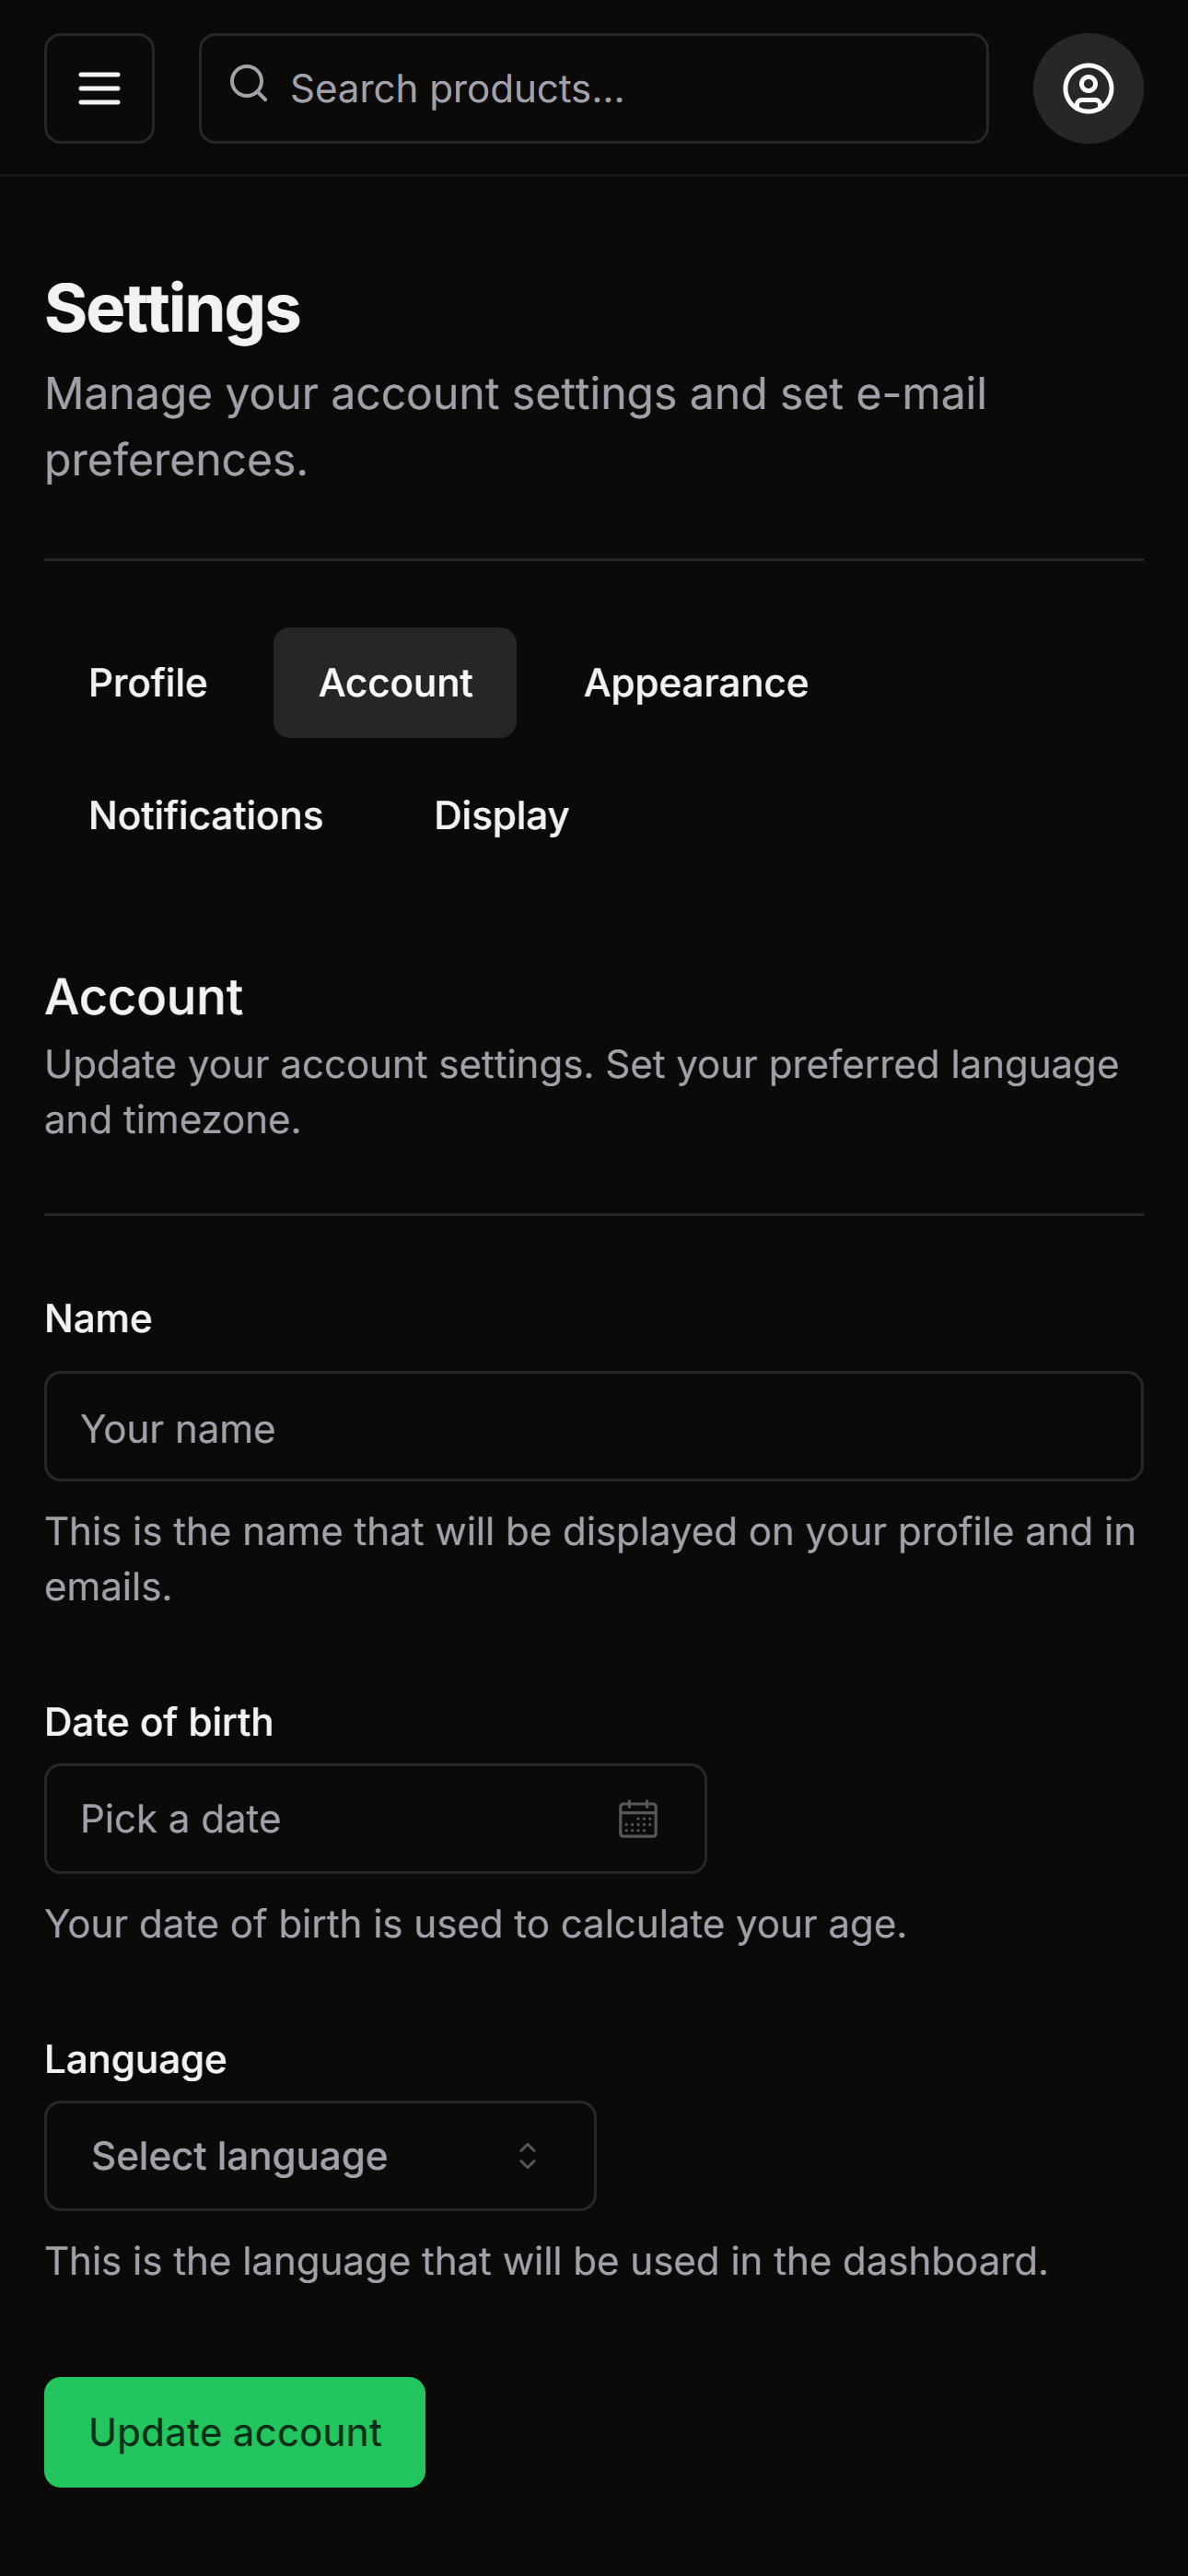 Search products...
Settings
Manage your account settings and set e-mail
preferences.
Profile Account Appearance
Notifications Display
Account
Update your account settings. Set your preferred language
and timezone.
Name
Your name
This is the name that will be displayed on your profile and in
emails.
Date of birth
Pick a date
Your date of birth is used to calculate your age.
Language
Select language
This is the language that will be used in the dashboard.
Update account